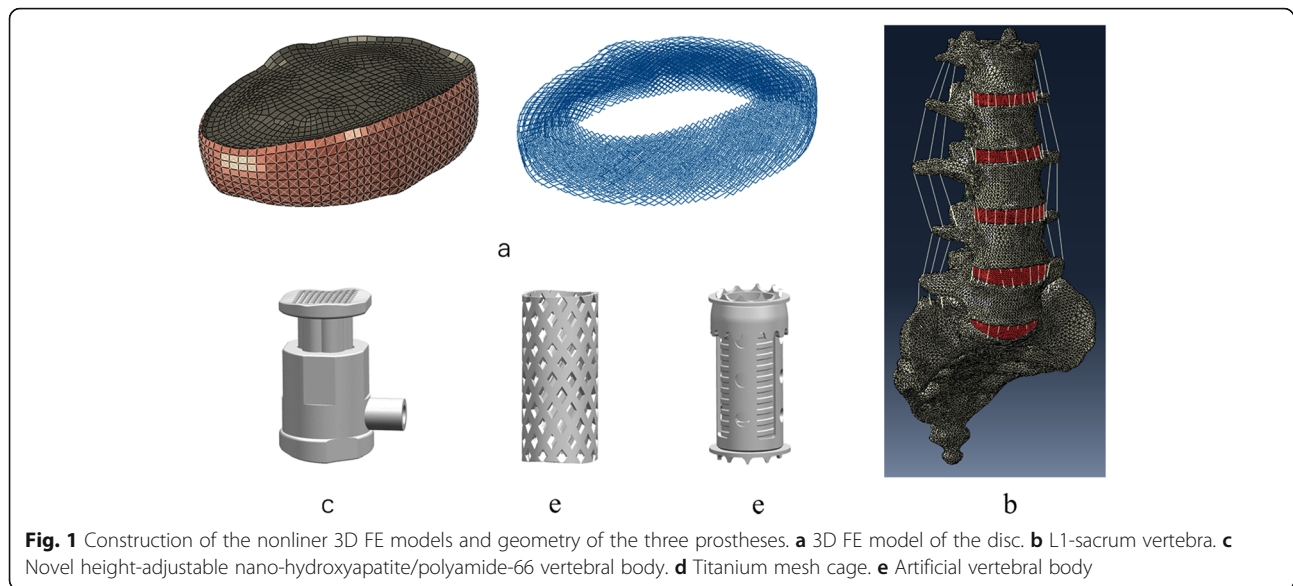 a
c
e
e
b
Fig. 1 Construction of the nonliner 3D FE models and geometry of the three prostheses. a 3D FE model of the disc. b L1-sacrum vertebra. c
Novel height-adjustable nano-hydroxyapatite/polyamide-66 vertebral body. d Titanium mesh cage. e Artificial vertebral body